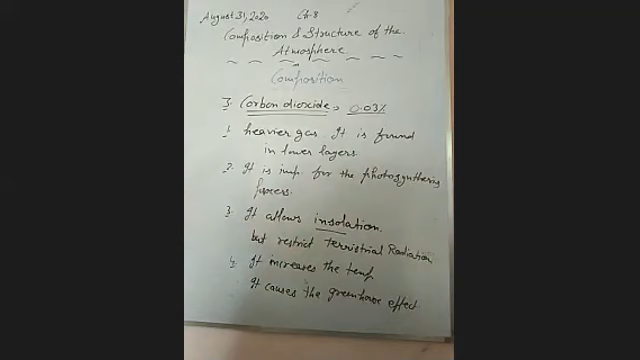 August 31, 2020 Ch-8
Composition & Structure of the
Atmosphere
Composition
3. Carbon dioxide :- 0.03%
1. heavier gas. It is found
in lower layers.
2. It is imp. for the photosynthesis
process.
3. It allows insolation.
but restrict terristrial Radiation
4. It increases the temp
It causes the greenhouse effect